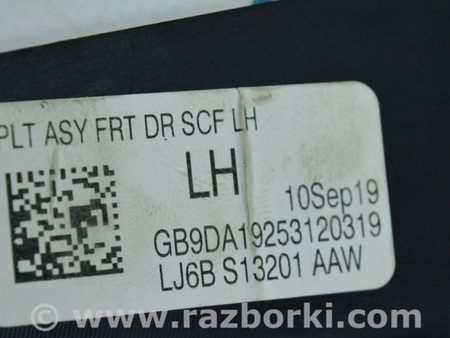 PLT ASY FRT DR SCF LH
LH
10Sep19
GB9DA19253120319
LJ6B S13201 AAW
© www.razborki.com